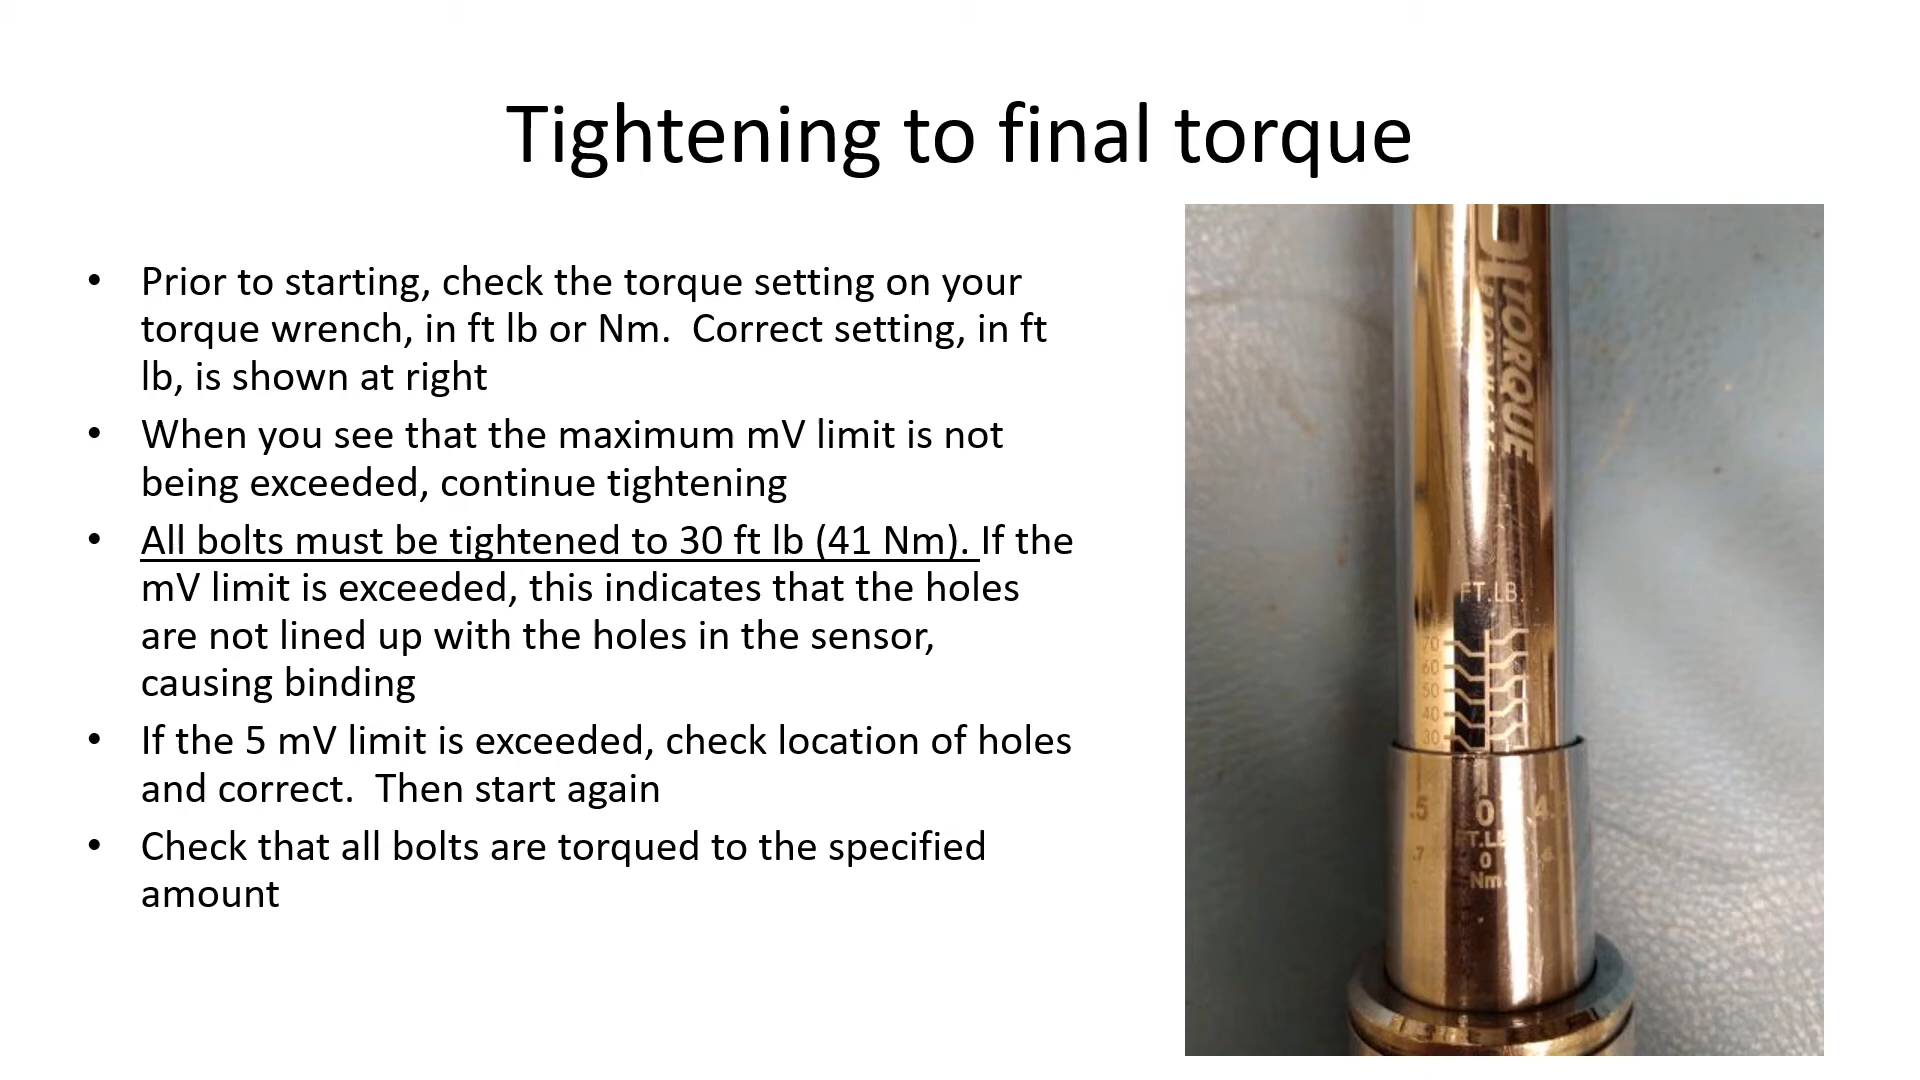 Tightening to final torque
• Prior to starting, check the torque setting on your
torque wrench, in ft lb or Nm.  Correct setting, in ft
lb, is shown at right
• When you see that the maximum mV limit is not
being exceeded, continue tightening
• All bolts must be tightened to 30 ft lb (41 Nm). If the
mV limit is exceeded, this indicates that the holes
are not lined up with the holes in the sensor,
causing binding
• If the 5 mV limit is exceeded, check location of holes
and correct.  Then start again
• Check that all bolts are torqued to the specified
amount
TORQUE
FT.LB.
70
60
50
40
30
.5 0 .4
.7 0 .6
Nm